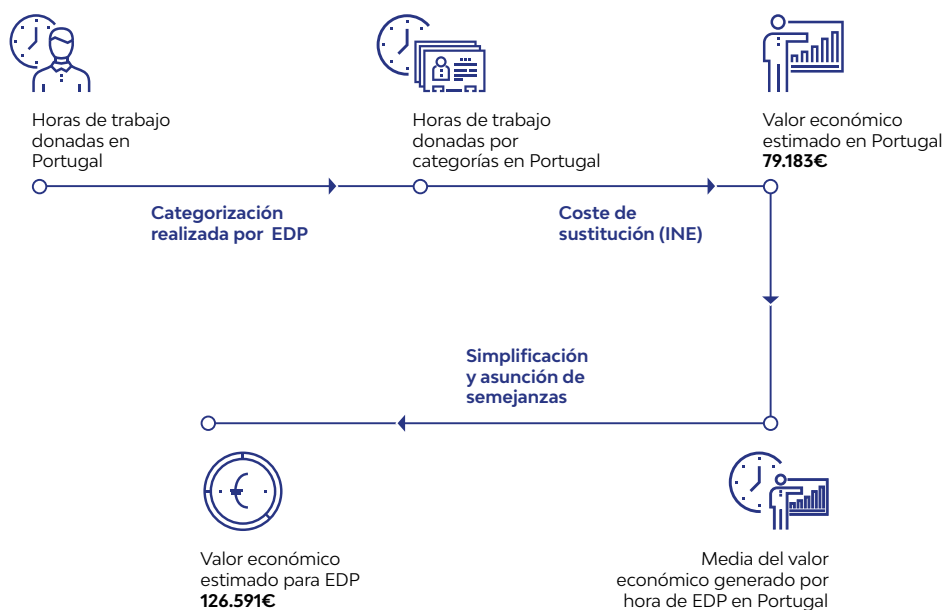 Horas de trabajo
donadas en
Portugal
Horas de trabajo
donadas por
categorías en Portugal
Valor económico
estimado en Portugal
79.183€
Categorización
realizada por EDP
Coste de
sustitución (INE)
Simplificación
y asunción de
semejanzas
Valor económico
estimado para EDP
126.591€
Media del valor
económico generado por
hora de EDP en Portugal